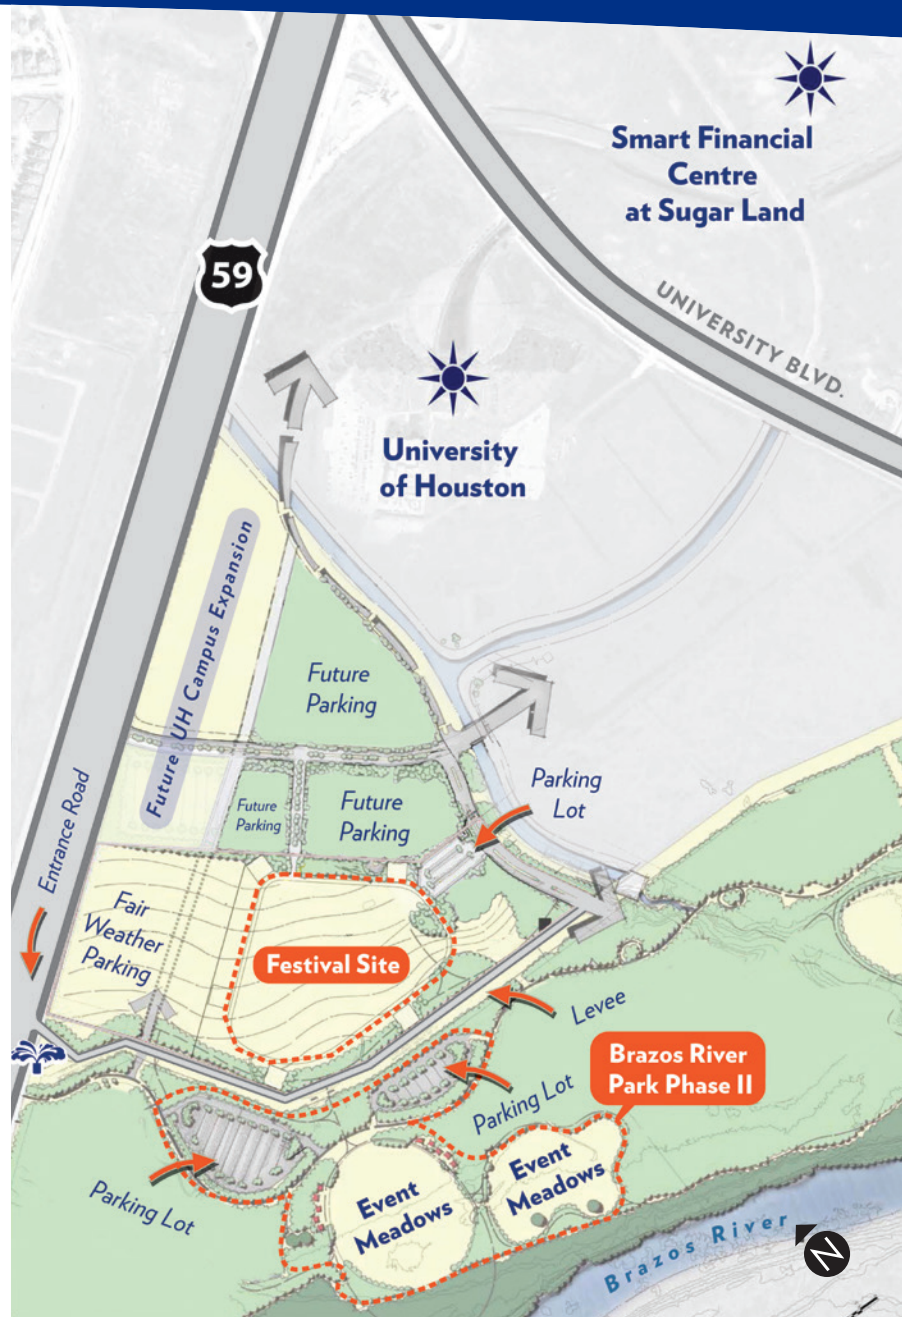 Smart Financial
Centre
at Sugar Land
59
UNIVERSITY BLVD.
University
of Houston
Future UH Campus Expansion
Future
Parking
Parking
Lot
Future
Parking
Future
Parking
Entrance Road
Fair
Weather
Parking
Festival Site
Levee
Brazos River
Park Phase II
Parking Lot
Parking Lot
Event
Meadows
Event
Meadows
Brazos River
N